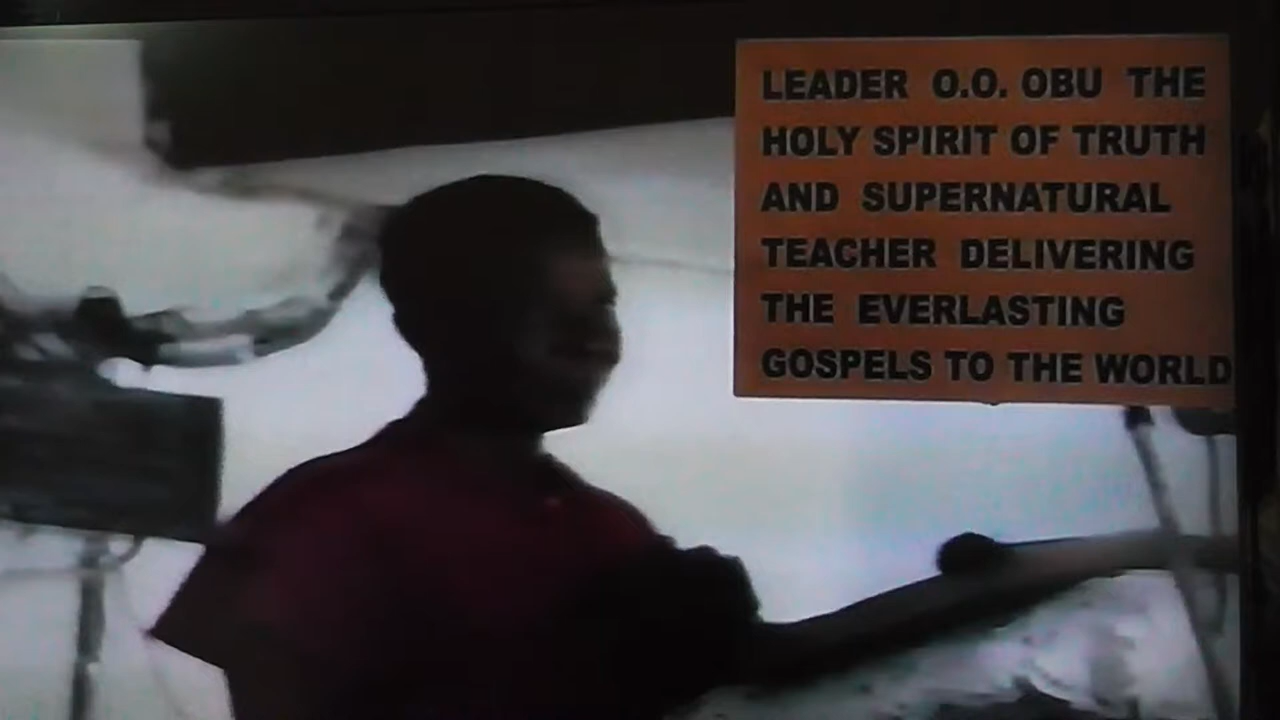 LEADER O.O. OBU THE
HOLY SPIRIT OF TRUTH
AND SUPERNATURAL
TEACHER DELIVERING
THE EVERLASTING
GOSPELS TO THE WORLD